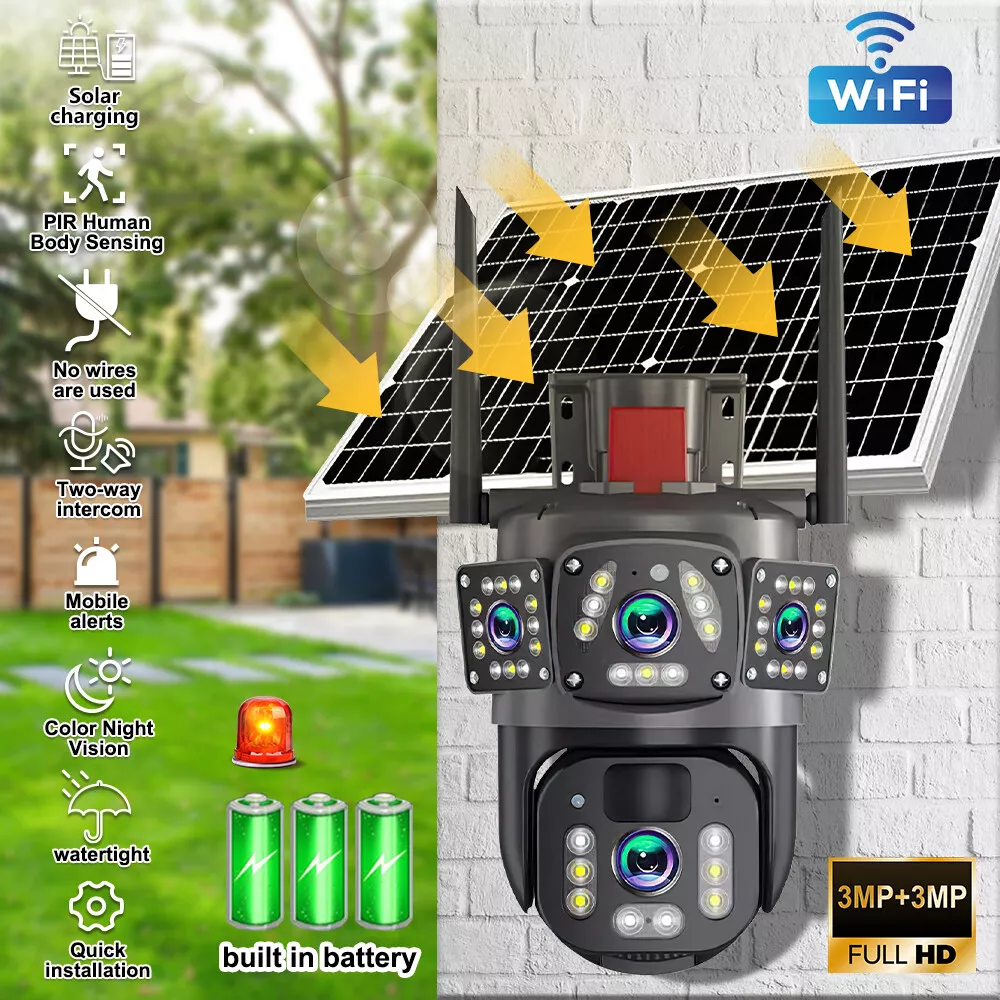 Solar
charging
PIR Human
Body Sensing
No wires
are used
Two-way
intercom
Mobile
alerts
Color Night
Vision
watertight
Quick
installation
built in battery
WiFi
3MP+3MP
FULL HD